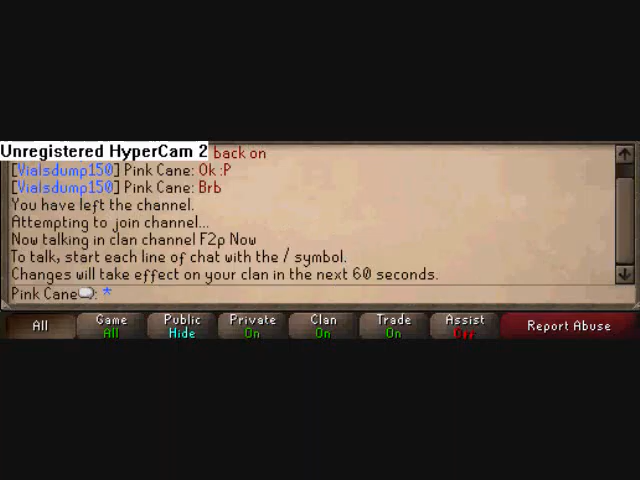 Unregistered HyperCam 2 back on
[Vialsdump150] Pink Cane: Ok :P
[Vialsdump150] Pink Cane: Brb
You have left the channel.
Attempting to join channel...
Now talking in clan channel F2p Now
To talk, start each line of chat with the / symbol.
Changes will take effect on your clan in the next 60 seconds.
Pink Cane: *
All Game Public Private Clan Trade Assist Report Abuse
All Hide On On On Off